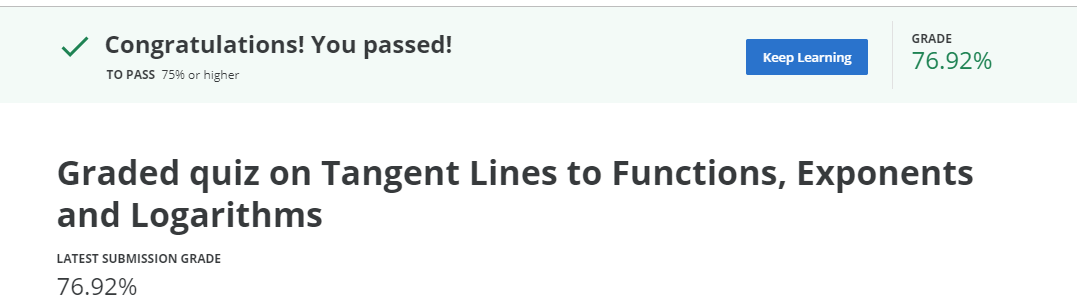 Congratulations! You passed!
TO PASS 75% or higher
Keep Learning
GRADE
76.92%
Graded quiz on Tangent Lines to Functions, Exponents
and Logarithms
LATEST SUBMISSION GRADE
76.92%